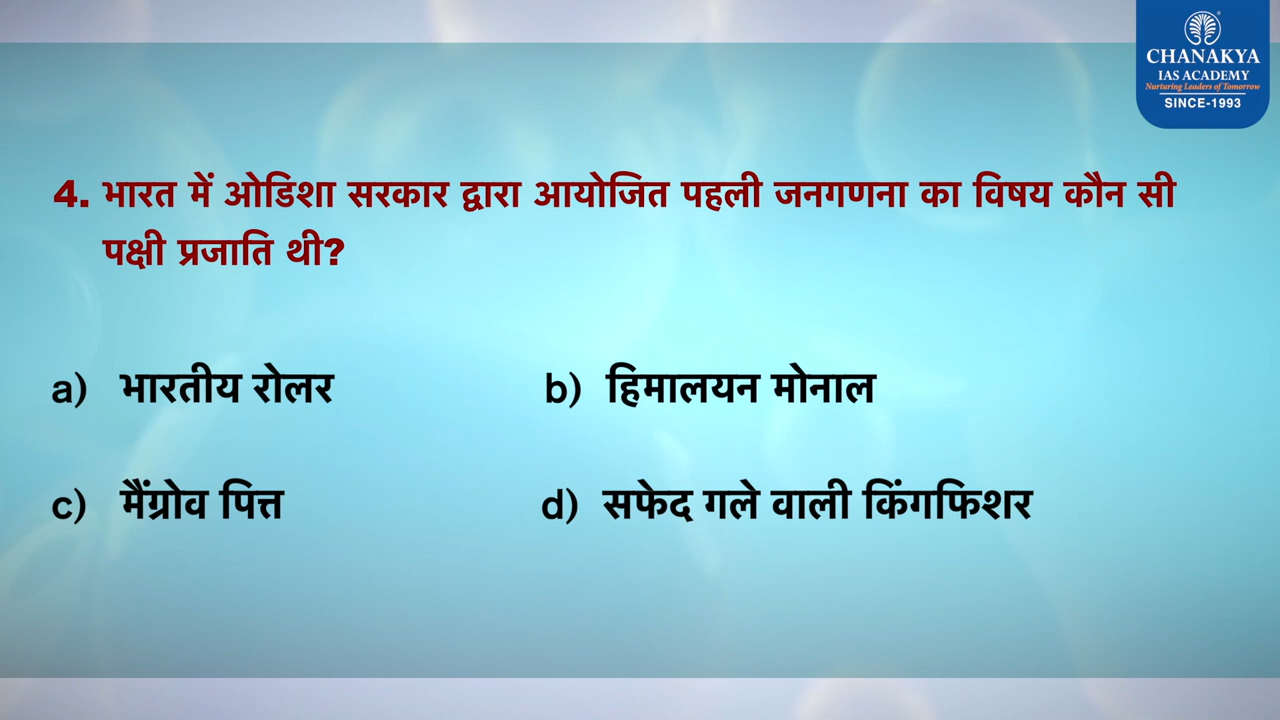 CHANAKYA
IAS ACADEMY
Nurturing Leaders of Tomorrow
SINCE-1993
4. भारत में ओडिशा सरकार द्वारा आयोजित पहली जनगणना का विषय कौन सी
पक्षी प्रजाति थी?
a) भारतीय रोलर
b) हिमालयन मोनाल
c) मैंग्रोव पित्त
d) सफेद गले वाली किंगफिशर